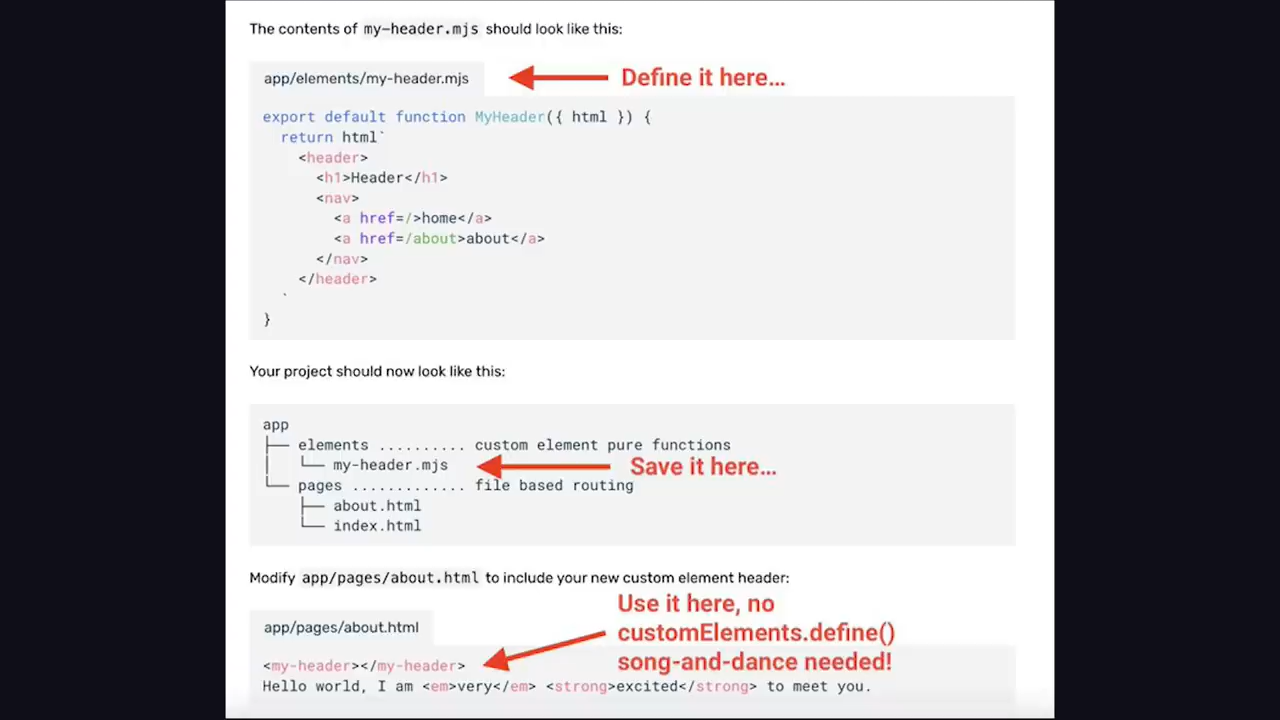 The contents of my-header.mjs should look like this:
app/elements/my-header.mjs
Define it here...
export default function MyHeader({ html }) {
  return html`
    <header>
      <h1>Header</h1>
      <nav>
        <a href=/>home</a>
        <a href=/about>about</a>
      </nav>
    </header>
  `
}
Your project should now look like this:
app
├── elements .......... custom element pure functions
│   └── my-header.mjs
Save it here...
└── pages ............. file based routing
    ├── about.html
    └── index.html
Modify app/pages/about.html to include your new custom element header:
Use it here, no
customElements.define()
song-and-dance needed!
app/pages/about.html
<my-header></my-header>
Hello world, I am <em>very</em> <strong>excited</strong> to meet you.